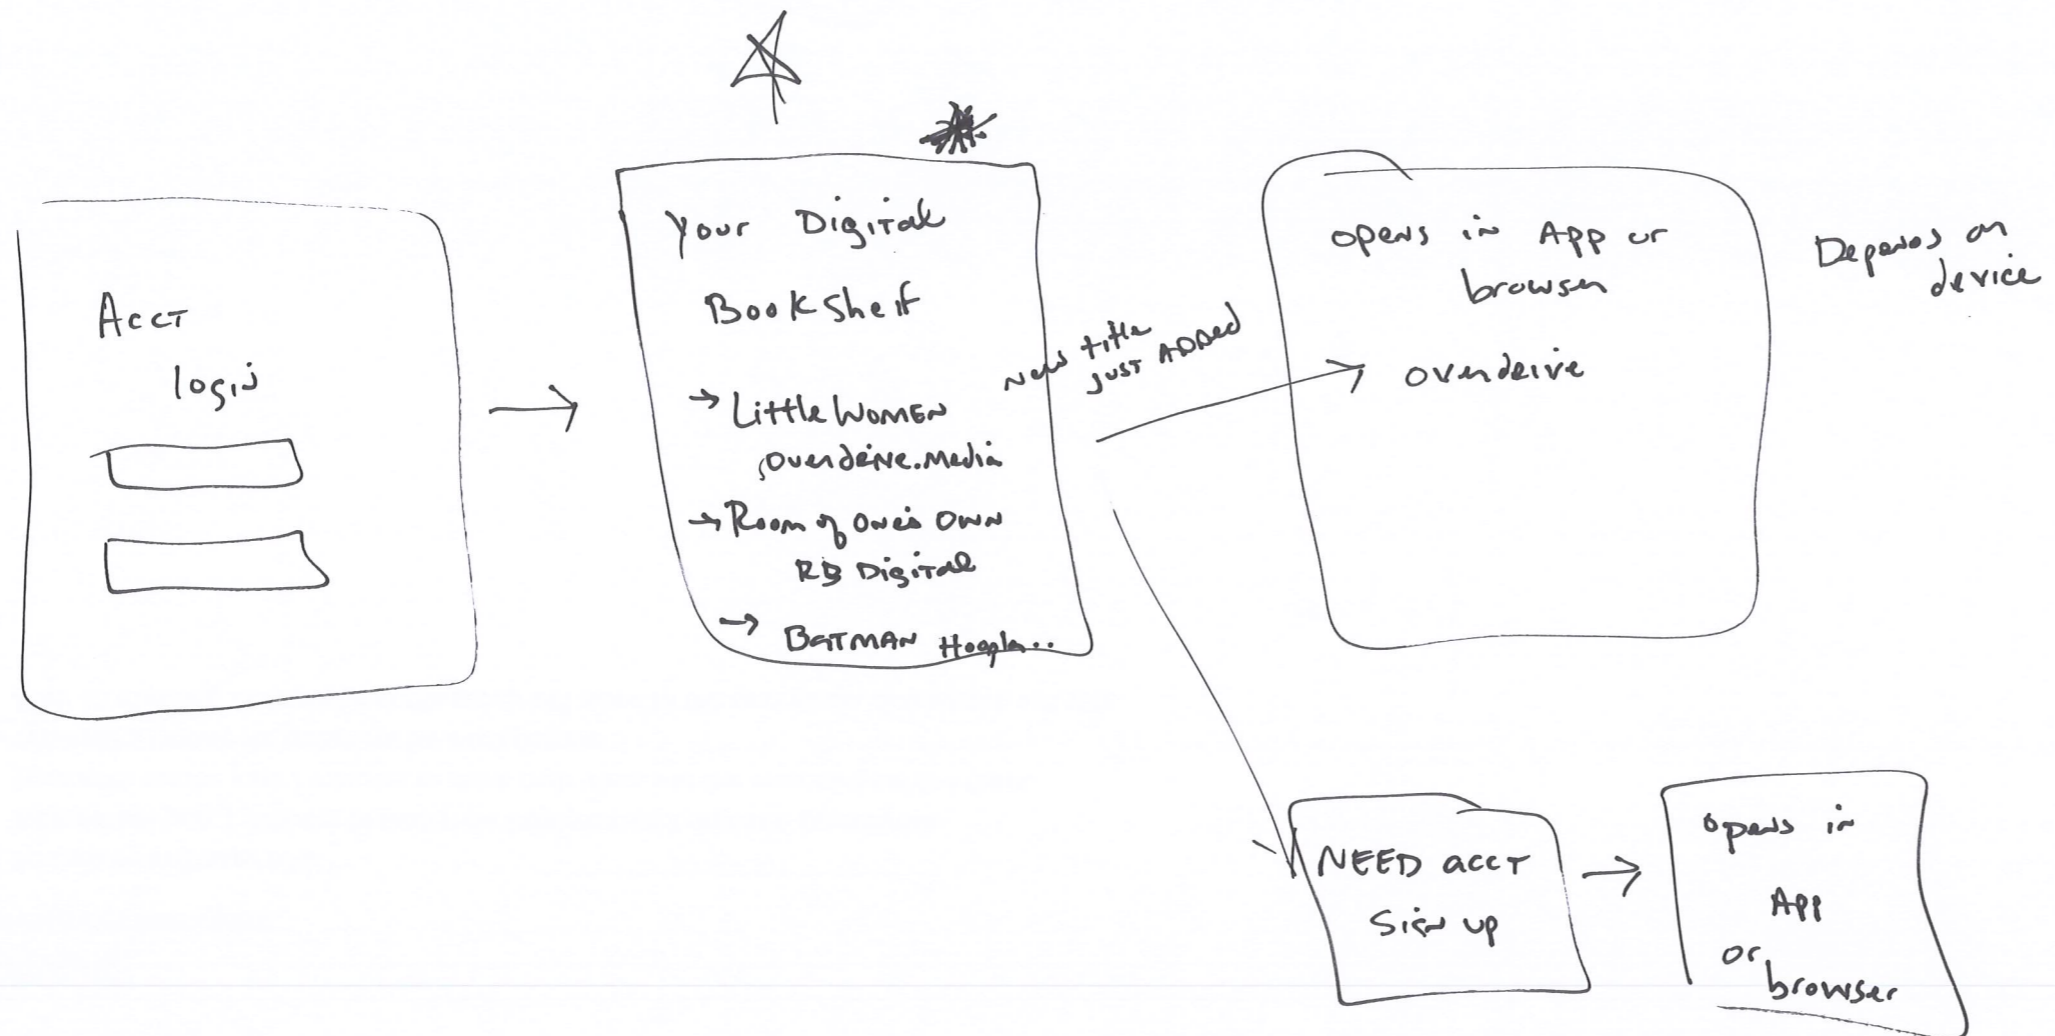 Acct
login
Your Digital
Bookshelf
→ Little Women
Overdrive.Media
→ Room of one's own
RB Digital
→ BATMAN Hoopla..
New title
just ADDed
opens in App or
browser
overdrive
Depends on
device
NEED acct
Sign up
opens in
App
or
browser